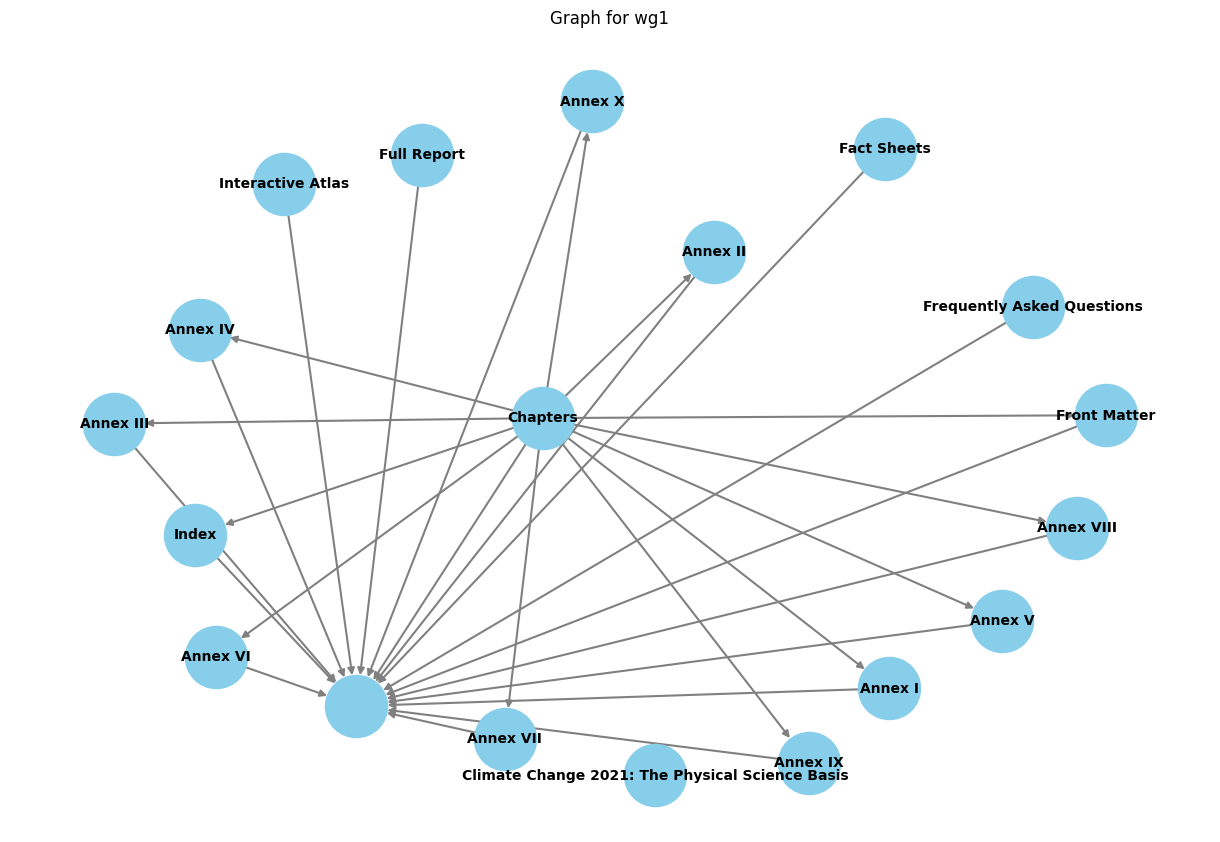 Graph for wg1
Annex X
Fact Sheets
Full Report
Interactive Atlas
Annex II
Frequently Asked Questions
Annex IV
Front Matter
Chapters
Annex III
Annex VIII
Index
Annex V
Annex VI
Annex I
Annex VII
Annex IX
Climate Change 2021: The Physical Science Basis